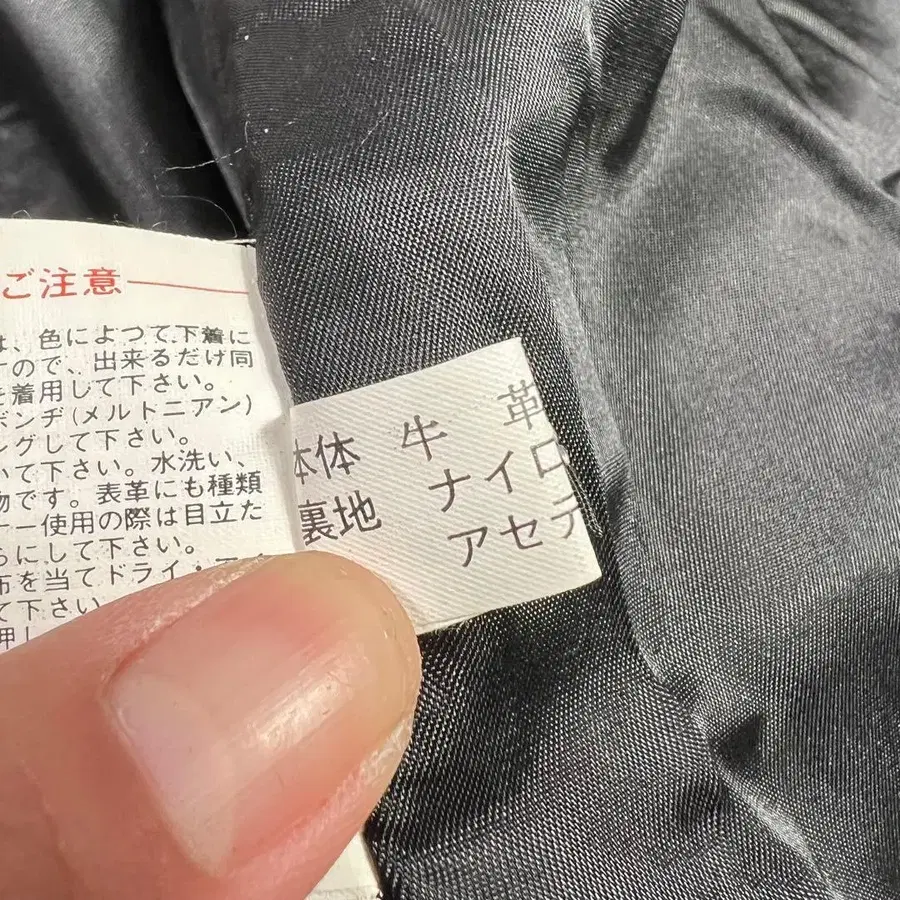 ご注意
は、色によつて下着に
すので、出来るだけ同
を着用して下さい。
ボンヂ(メルトニアン)
ングして下さい。
いて下さい。水洗い、
物です。表革にも種類
ナー使用の際は目立た
らにして下さい。
布を当てドライ・アイ
て下さい
押し
本体 牛 革
裏地 ナイロ
アセテ